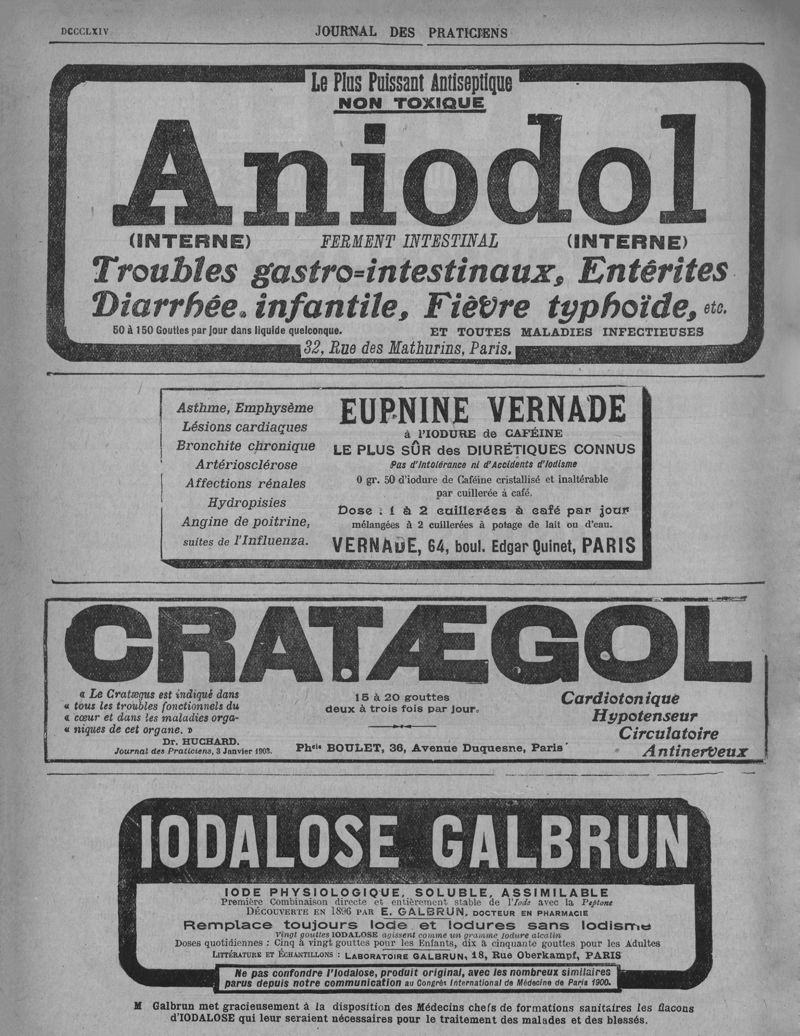 DCCCLXIV
JOURNAL DES PRATICIENS
Le Plus Puissant Antiseptique
NON TOXIQUE
Aniodol
(INTERNE) FERMENT INTESTINAL (INTERNE)
Troubles gastro=intestinaux, Entérites
Diarrhée infantile, Fièvre typhoïde, etc.
50 à 150 Gouttes par jour dans liquide quelconque. ET TOUTES MALADIES INFECTIEUSES
32, Rue des Mathurins, Paris.
Asthme, Emphysème
Lésions cardiaques
Bronchite chronique
Artériosclérose
Affections rénales
Hydropisies
Angine de poitrine,
suites de l'Influenza.
EUPNINE VERNADE
à l'IODURE de CAFÉINE
LE PLUS SÛR des DIURÉTIQUES CONNUS
Pas d'Intolérance ni d'Accidents d'Iodisme
0 gr. 50 d'iodure de Caféine cristallisé et inaltérable
par cuillerée à café.
Dose : 1 à 2 cuillerées à café par jour
mélangées à 2 cuillerées à potage de lait ou d'eau.
VERNADE, 64, boul. Edgar Quinet, PARIS
CRATÆGOL
« Le Cratægus est indiqué dans
« tous les troubles fonctionnels du
« cœur et dans les maladies orga-
« niques de cet organe. »
Dr. HUCHARD.
Journal des Praticiens, 3 Janvier 1903.
15 à 20 gouttes
deux à trois fois par jour.
Phcie BOULET, 36, Avenue Duquesne, Paris
Cardiotonique
Hypotenseur
Circulatoire
Antinerveux
IODALOSE GALBRUN
IODE PHYSIOLOGIQUE, SOLUBLE, ASSIMILABLE
Première Combinaison directe et entièrement stable de l'Iode avec la Peptone
DÉCOUVERTE EN 1896 PAR E. GALBRUN, DOCTEUR EN PHARMACIE
Remplace toujours Iode et Iodures sans Iodisme
Vingt gouttes IODALOSE agissent comme un gramme iodure alcalin
Doses quotidiennes : Cinq à vingt gouttes pour les Enfants, dix à cinquante gouttes pour les Adultes
LITTÉRATURE ET ÉCHANTILLONS : LABORATOIRE GALBRUN, 18, Rue Oberkampf, PARIS
Ne pas confondre l'Iodalose, produit original, avec les nombreux similaires
parus depuis notre communication au Congrès International de Médecine de Paris 1900.
M Galbrun met gracieusement à la disposition des Médecins chefs de formations sanitaires les flacons
d'IODALOSE qui leur seraient nécessaires pour le traitement des malades et des blessés.